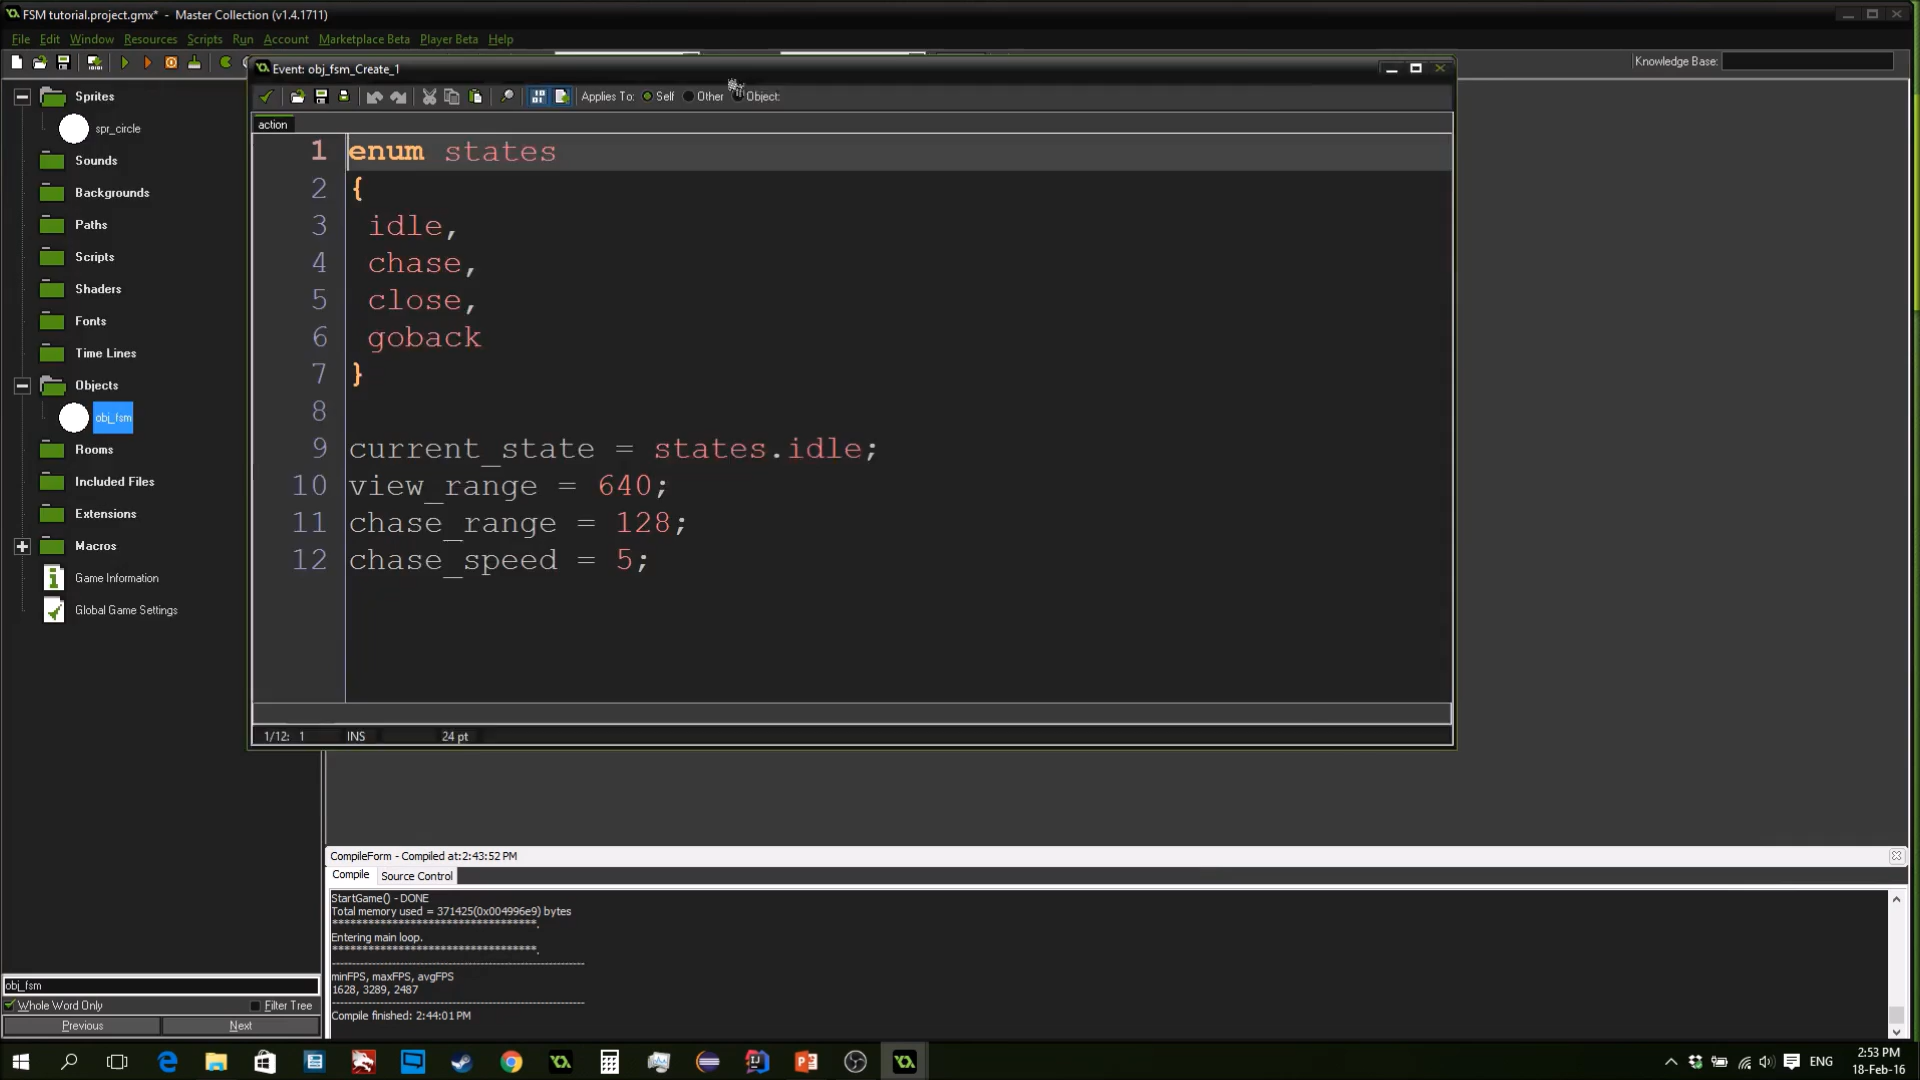 FSM tutorial.project.gmx* - Master Collection (v1.4.1711)
File Edit Window Resources Scripts Run Account Marketplace Beta Player Beta Help
Knowledge Base:
Event: obj_fsm_Create_1
Applies To: Self Other Object:
action
Sprites
spr_circle
Sounds
Backgrounds
Paths
Scripts
Shaders
Fonts
Time Lines
Objects
obj_fsm
Rooms
Included Files
Extensions
Macros
Game Information
Global Game Settings
1 enum states
2 {
3 idle,
4 chase,
5 close,
6 goback
7 }
8
9 current_state = states.idle;
10 view_range = 640;
11 chase_range = 128;
12 chase_speed = 5;
1/12: 1 INS 24 pt
CompileForm - Compiled at:2:43:52 PM
Compile Source Control
StartGame() - DONE
Total memory used = 371425(0x004996e9) bytes
***********************************.
Entering main loop.
***********************************.
------------------------------------------------------------
minFPS, maxFPS, avgFPS
1628, 3289, 2487
------------------------------------------------------------
Compile finished: 2:44:01 PM
obj_fsm
Whole Word Only Filter Tree
Previous Next
ENG
2:53 PM
18-Feb-16